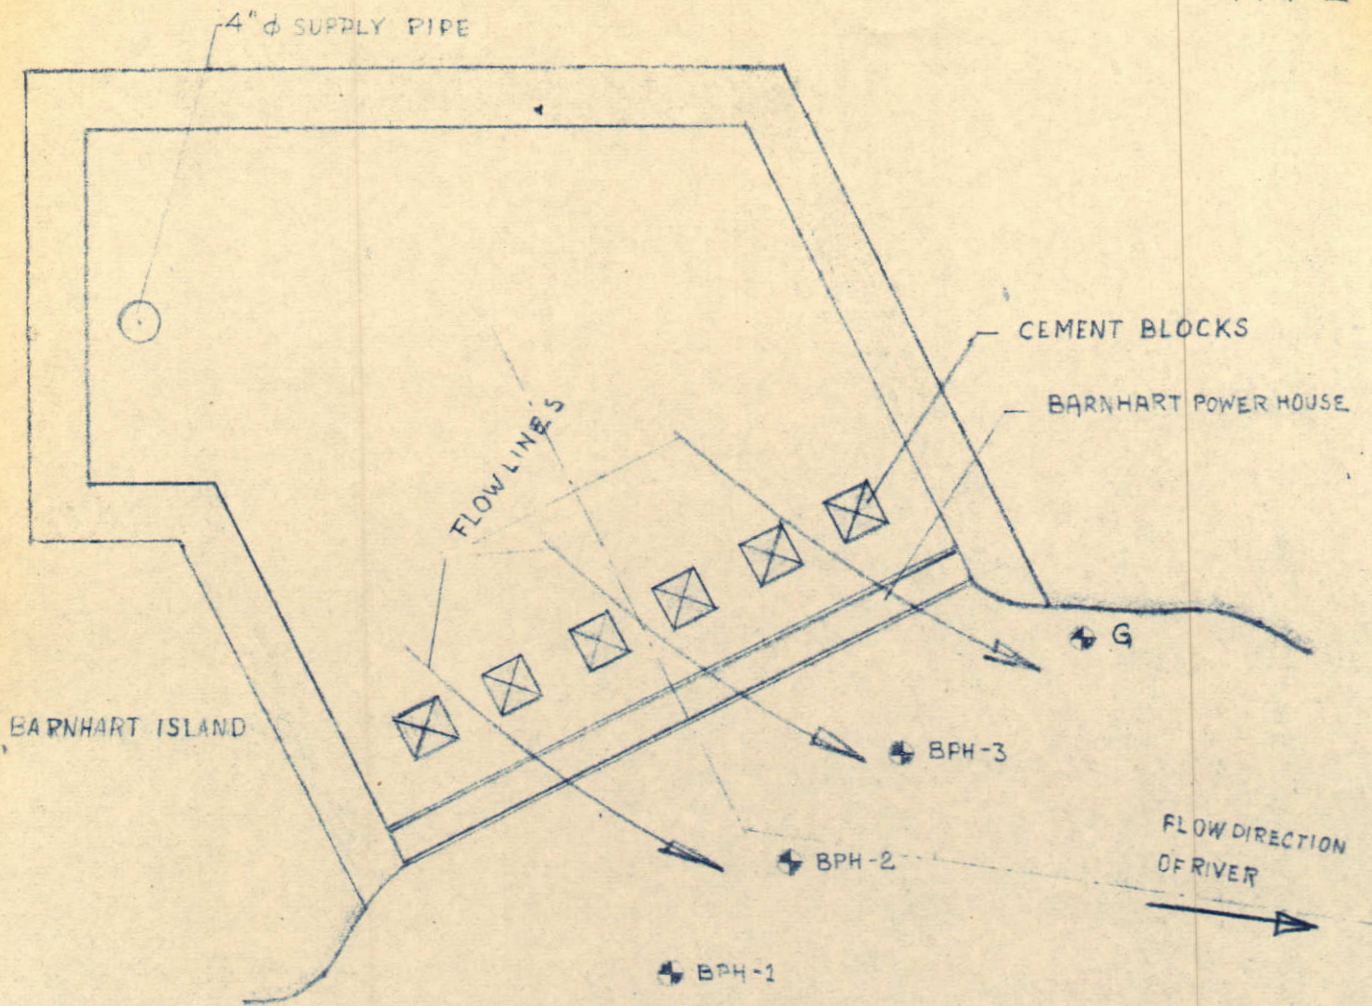 4" ϕ SUPPLY PIPE
CEMENT BLOCKS
BARNHART POWER HOUSE
FLOW LINES
G
BARNHART ISLAND
BPH-3
FLOW DIRECTION
OF RIVER
BPH-2
BPH-1